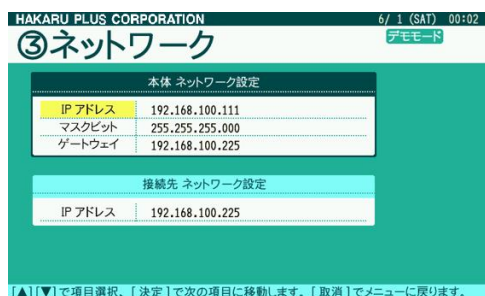 HAKARU PLUS CORPORATION 6/ 1 (SAT) 00:02
③ネットワーク デモモード
本体 ネットワーク設定
IP アドレス 192.168.100.111
マスクビット 255.255.255.000
ゲートウェイ 192.168.100.225
接続先 ネットワーク設定
IP アドレス 192.168.100.225
[▲][▼]で項目選択。[決定]で次の項目に移動します。[取消]でメニューに戻ります。